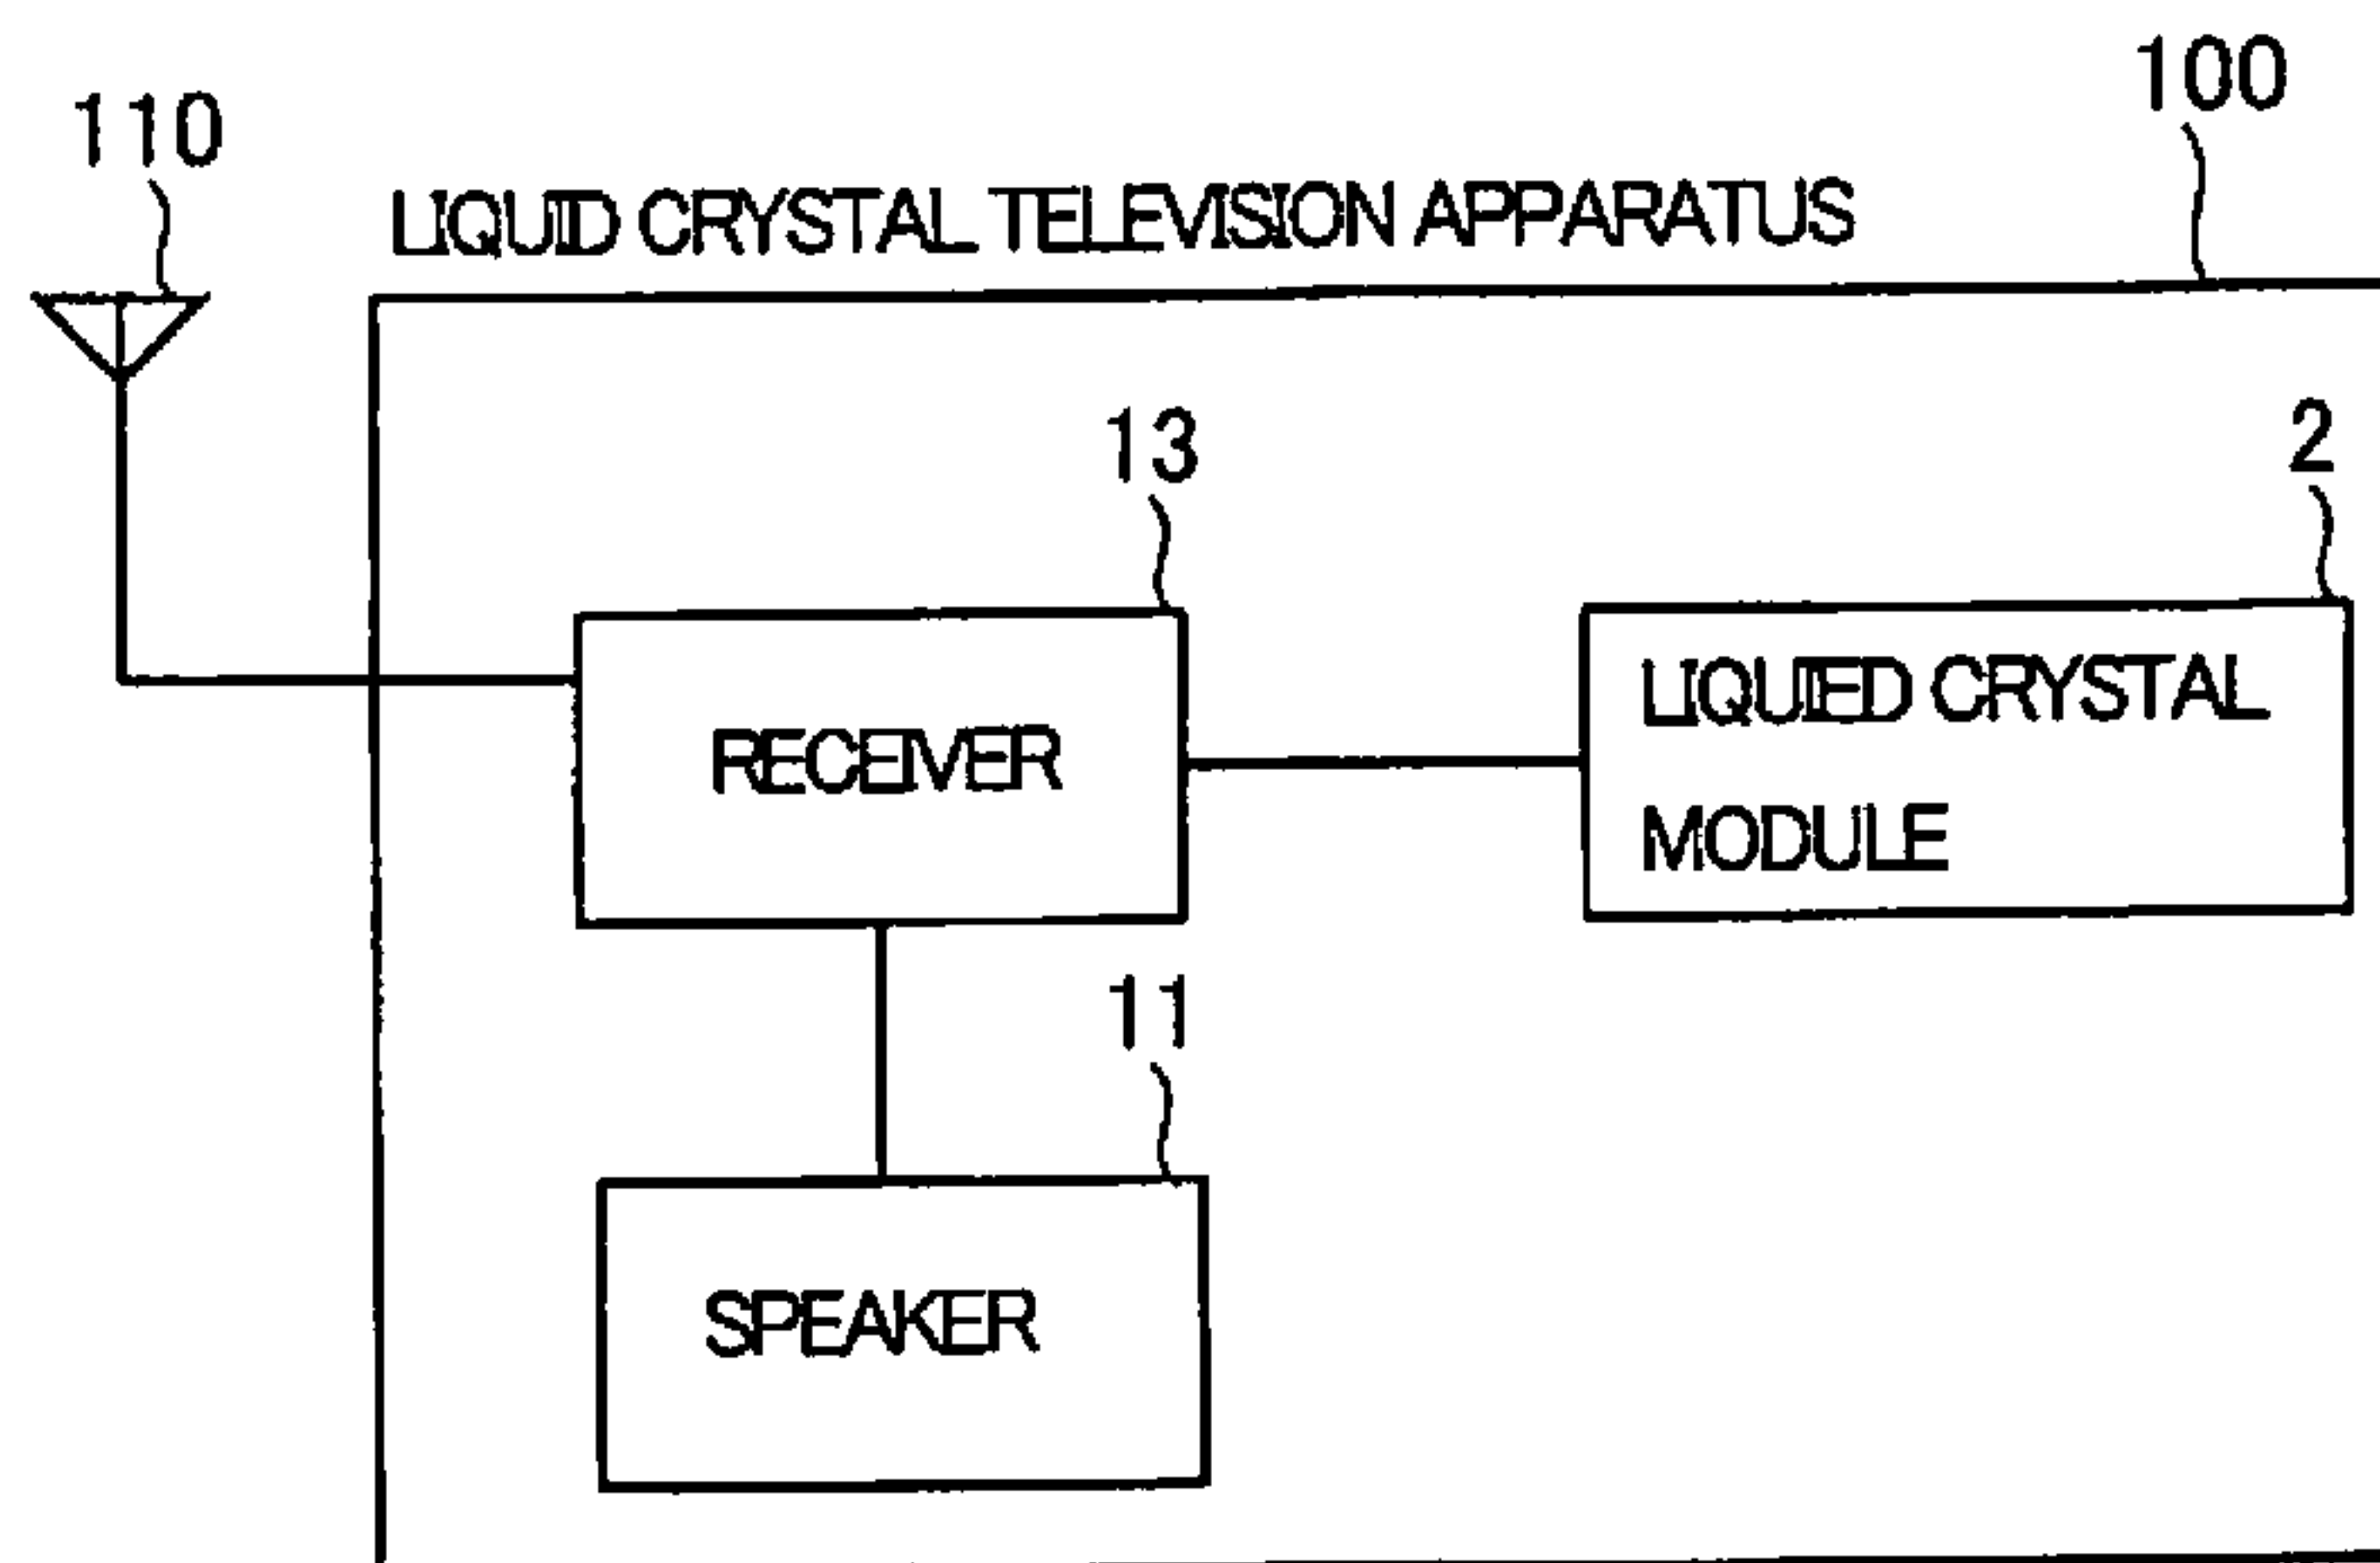 100
110
LIQUID CRYSTAL TELEVISION APPARATUS
13
2
LIQUIED CRYSTAL
RECEIVER
MODULE
11
SPEAKER